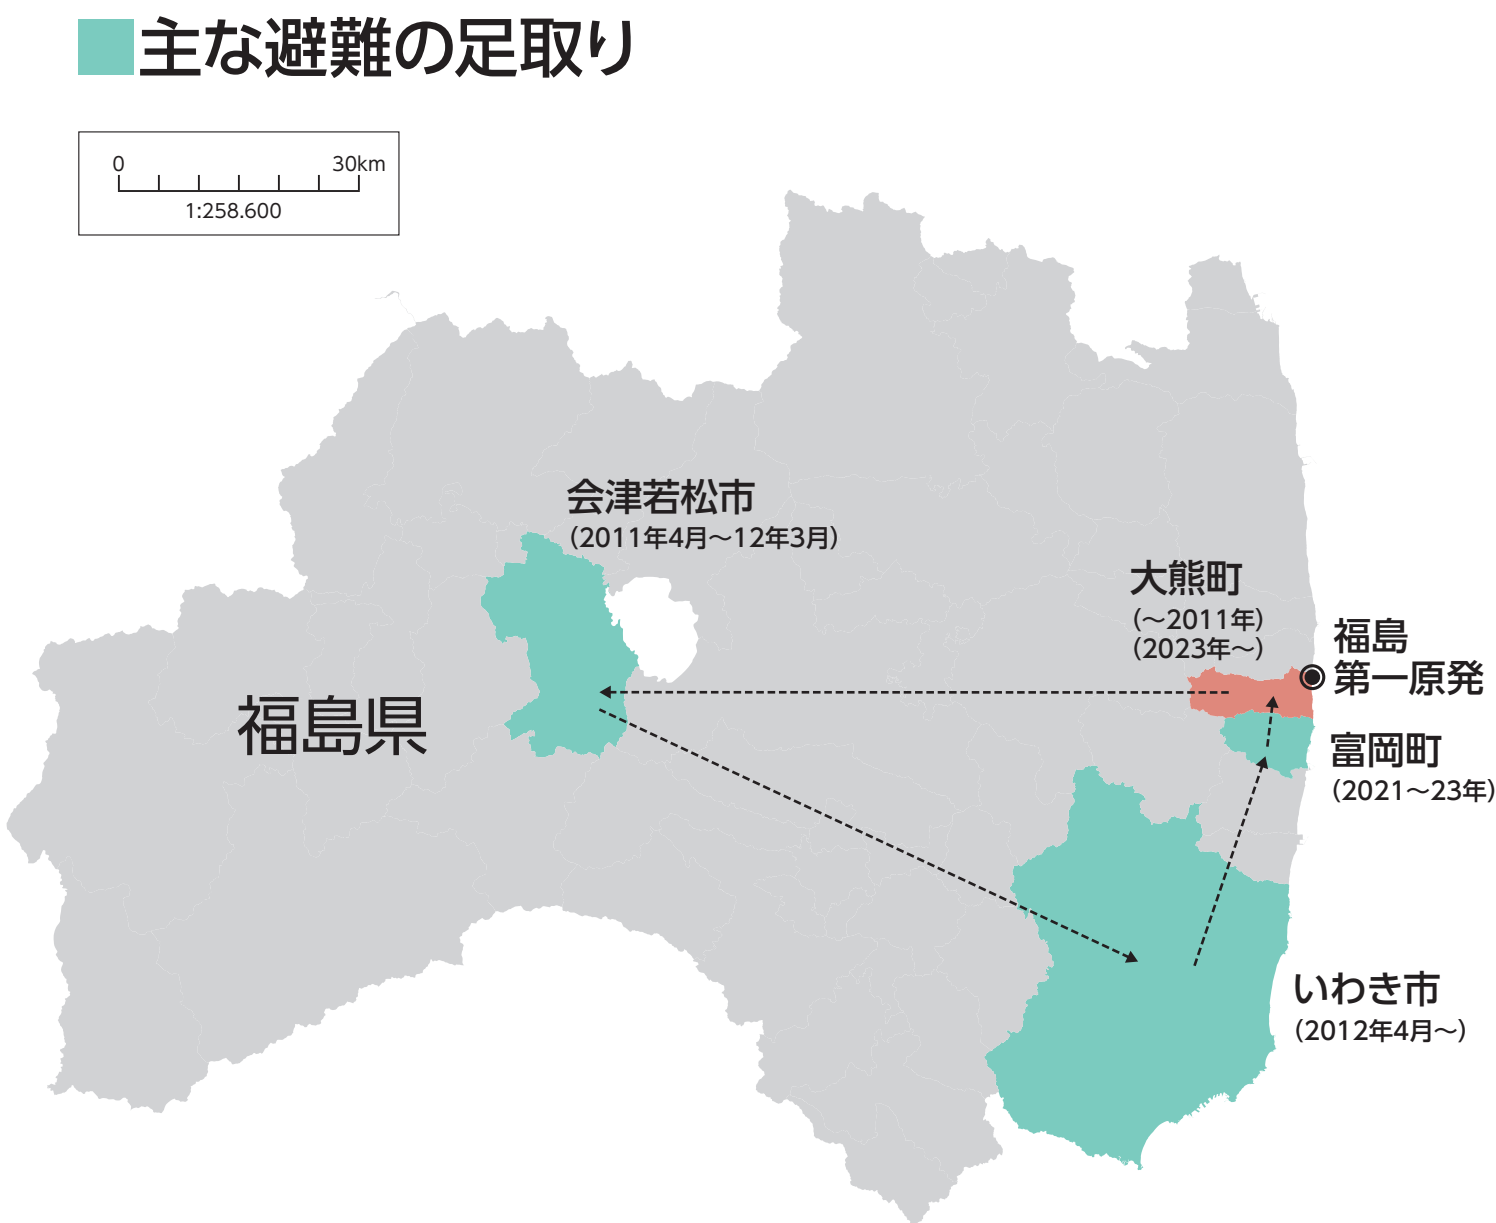 主な避難の足取り
0 30km
1:258.600
会津若松市
（2011年4月〜12年3月）
大熊町
（〜2011年）
（2023年〜）
福島
第一原発
福島県
富岡町
（2021〜23年）
いわき市
（2012年4月〜）